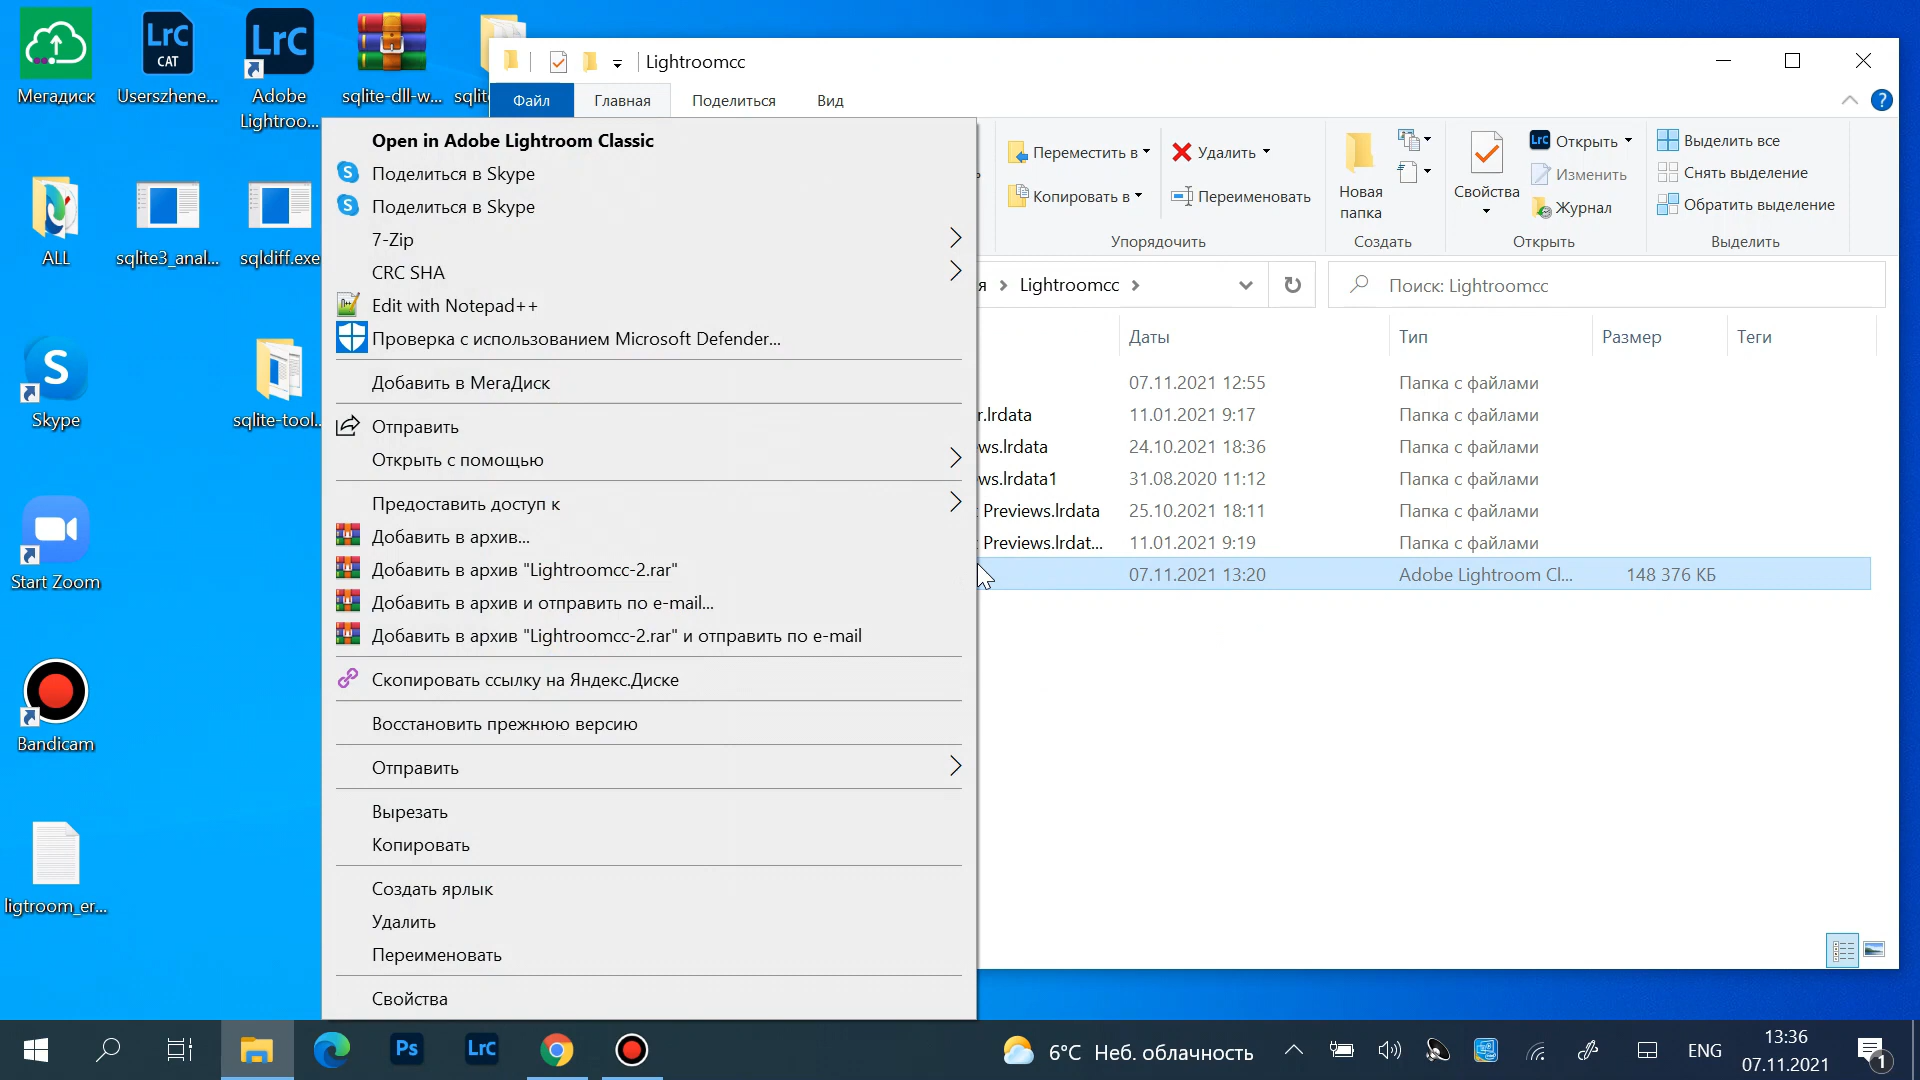 Мегадиск
LrC
CAT
Userszhene...
LrC
Adobe
Lightroo...
sqlite-dll-w...
ALL
sqlite3_anal...
sqldiff.exe
Skype
sqlite-tool...
Start Zoom
Bandicam
ligtroom_er...
Lightroomcc
Файл
Главная
Поделиться
Вид
Переместить в
Копировать в
Удалить
Переименовать
Упорядочить
Новая
папка
Создать
Свойства
LrC
Открыть
Изменить
Журнал
Открыть
Выделить все
Снять выделение
Обратить выделение
Выделить
я > Lightroomcc >
Поиск: Lightroomcc
Даты
Тип
Размер
Теги
07.11.2021 12:55 Папка с файлами
r.lrdata 11.01.2021 9:17 Папка с файлами
ws.lrdata 24.10.2021 18:36 Папка с файлами
ws.lrdata1 31.08.2020 11:12 Папка с файлами
Previews.lrdata 25.10.2021 18:11 Папка с файлами
Previews.lrdat... 11.01.2021 9:19 Папка с файлами
07.11.2021 13:20 Adobe Lightroom Cl... 148 376 КБ
Open in Adobe Lightroom Classic
Поделиться в Skype
Поделиться в Skype
7-Zip
CRC SHA
Edit with Notepad++
Проверка с использованием Microsoft Defender...
Добавить в МегаДиск
Отправить
Открыть с помощью
Предоставить доступ к
Добавить в архив...
Добавить в архив "Lightroomcc-2.rar"
Добавить в архив и отправить по e-mail...
Добавить в архив "Lightroomcc-2.rar" и отправить по e-mail
Скопировать ссылку на Яндекс.Диске
Восстановить прежнюю версию
Отправить
Вырезать
Копировать
Создать ярлык
Удалить
Переименовать
Свойства
Ps
LrC
6°C Неб. облачность
ENG
13:36
07.11.2021
1